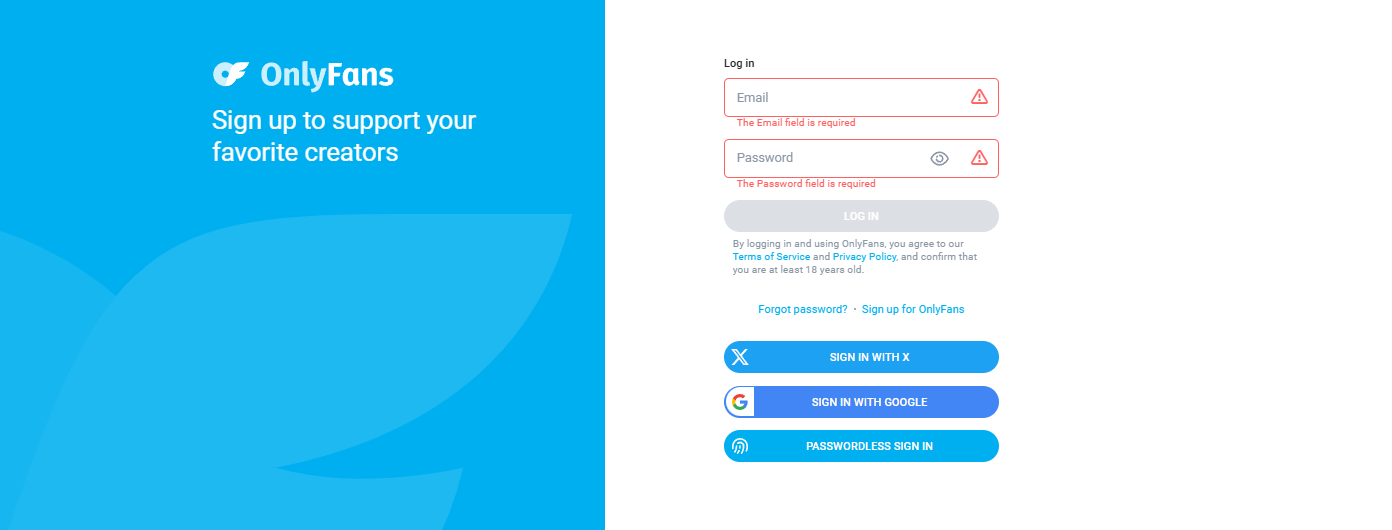 OnlyFans
Sign up to support your
favorite creators
Log in
Email
The Email field is required
Password
The Password field is required
LOG IN
By logging in and using OnlyFans, you agree to our
Terms of Service and Privacy Policy, and confirm that
you are at least 18 years old.
Forgot password? · Sign up for OnlyFans
SIGN IN WITH X
SIGN IN WITH GOOGLE
PASSWORDLESS SIGN IN